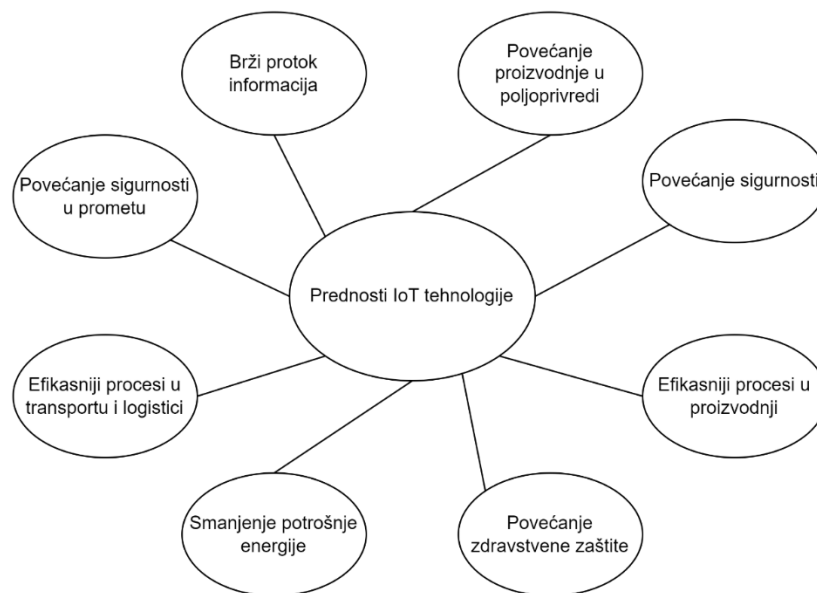 Brži protok
informacija
Povećanje
proizvodnje u
poljoprivredi
Povećanje sigurnosti
u prometu
Povećanje sigurnosti
Prednosti IoT tehnologije
Efikasniji procesi u
transportu i logistici
Efikasniji procesi u
proizvodnji
Smanjenje potrošnje
energije
Povećanje
zdravstvene zaštite